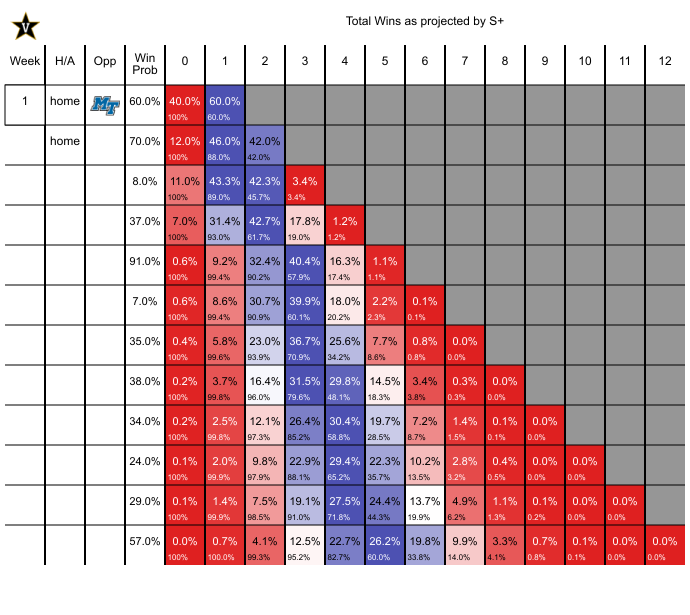 Total Wins as projected by S+
V
Week H/A Opp Win Prob 0 1 2 3 4 5 6 7 8 9 10 11 12
1 home MT 60.0% 40.0% 60.0%
100% 60.0%
home 70.0% 12.0% 46.0% 42.0%
100% 88.0% 42.0%
8.0% 11.0% 43.3% 42.3% 3.4%
100% 89.0% 45.7% 3.4%
37.0% 7.0% 31.4% 42.7% 17.8% 1.2%
100% 93.0% 61.7% 19.0% 1.2%
91.0% 0.6% 9.2% 32.4% 40.4% 16.3% 1.1%
100% 99.4% 90.2% 57.9% 17.4% 1.1%
7.0% 0.6% 8.6% 30.7% 39.9% 18.0% 2.2% 0.1%
100% 99.4% 90.9% 60.1% 20.2% 2.3% 0.1%
35.0% 0.4% 5.8% 23.0% 36.7% 25.6% 7.7% 0.8% 0.0%
100% 99.6% 93.9% 70.9% 34.2% 8.6% 0.8% 0.0%
38.0% 0.2% 3.7% 16.4% 31.5% 29.8% 14.5% 3.4% 0.3% 0.0%
100% 99.8% 96.0% 79.6% 48.1% 18.3% 3.8% 0.3% 0.0%
34.0% 0.2% 2.5% 12.1% 26.4% 30.4% 19.7% 7.2% 1.4% 0.1% 0.0%
100% 99.8% 97.3% 85.2% 58.8% 28.5% 8.7% 1.5% 0.1% 0.0%
24.0% 0.1% 2.0% 9.8% 22.9% 29.4% 22.3% 10.2% 2.8% 0.4% 0.0% 0.0%
100% 99.9% 97.9% 88.1% 65.2% 35.7% 13.5% 3.2% 0.5% 0.0% 0.0%
29.0% 0.1% 1.4% 7.5% 19.1% 27.5% 24.4% 13.7% 4.9% 1.1% 0.1% 0.0% 0.0%
100% 99.9% 98.5% 91.0% 71.8% 44.3% 19.9% 6.2% 1.3% 0.2% 0.0% 0.0%
57.0% 0.0% 0.7% 4.1% 12.5% 22.7% 26.2% 19.8% 9.9% 3.3% 0.7% 0.1% 0.0% 0.0%
100% 100.0% 99.3% 95.2% 82.7% 60.0% 33.8% 14.0% 4.1% 0.8% 0.1% 0.0% 0.0%